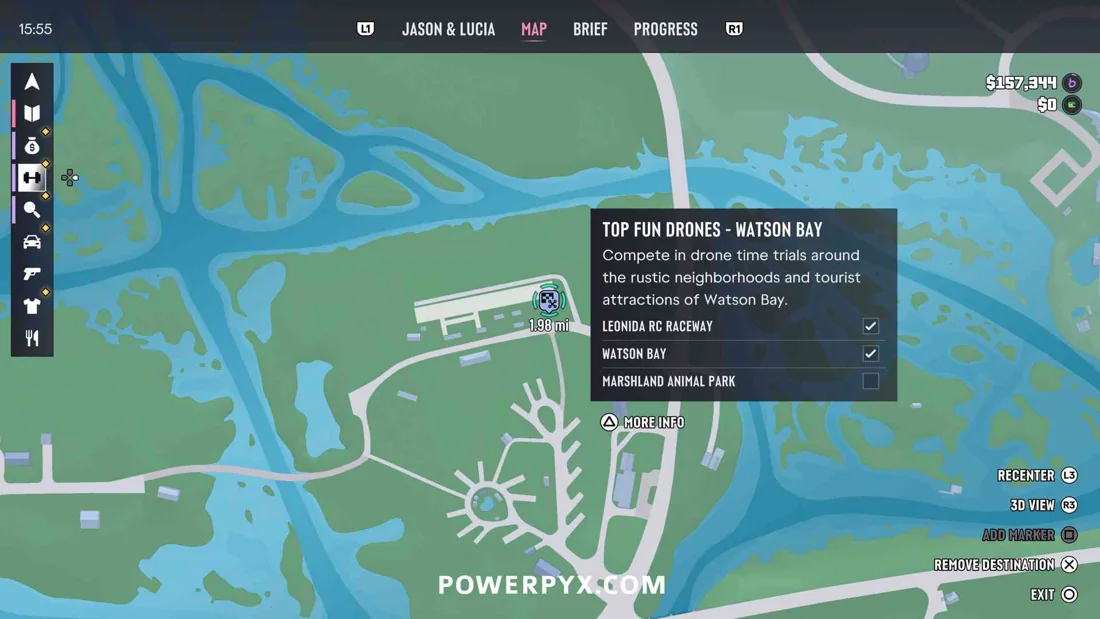 15:55
L1 JASON & LUCIA MAP BRIEF PROGRESS R1
$157,344
$0
TOP FUN DRONES - WATSON BAY
Compete in drone time trials around
the rustic neighborhoods and tourist
attractions of Watson Bay.
LEONIDA RC RACEWAY
WATSON BAY
MARSHLAND ANIMAL PARK
1.98 mi
MORE INFO
RECENTER L3
3D VIEW R3
ADD MARKER
REMOVE DESTINATION
EXIT
POWERPYX.COM